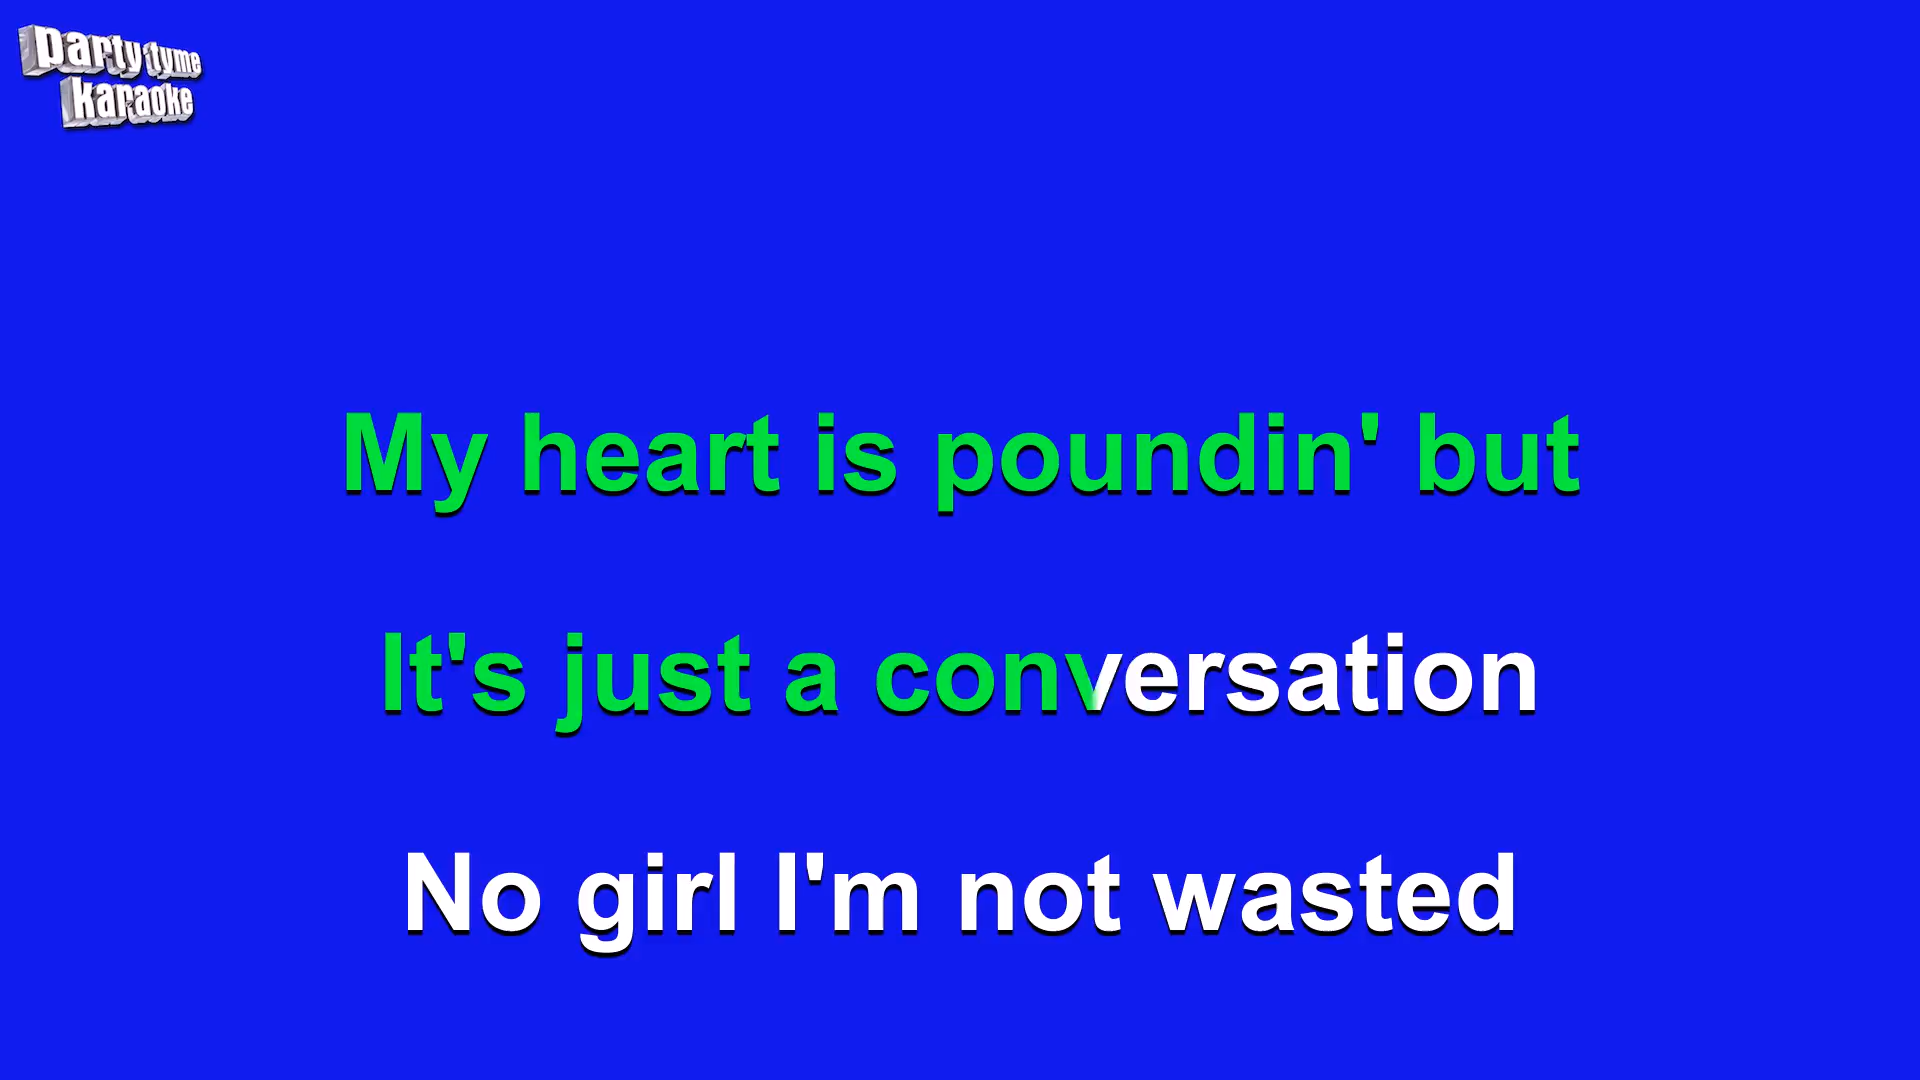 party tyme
karaoke
My heart is poundin' but
It's just a conversation
No girl I'm not wasted